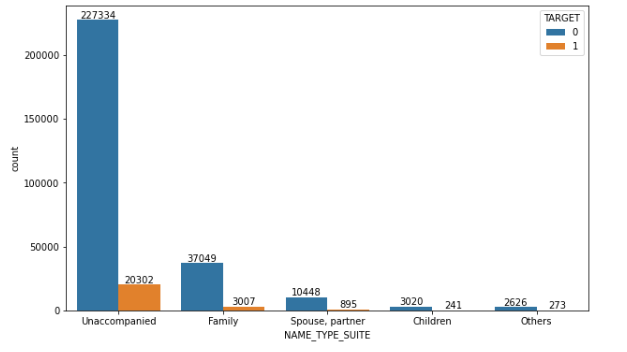 227334
TARGET
0
1
200000
150000
count
100000
50000
37049
20302
10448
3007
895
3020
241
2626
273
0
Unaccompanied
Family
Spouse, partner
Children
Others
NAME_TYPE_SUITE